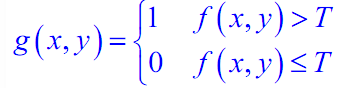 g(x,y) = { 1 f(x,y) > T
0 f(x,y) ≤ T